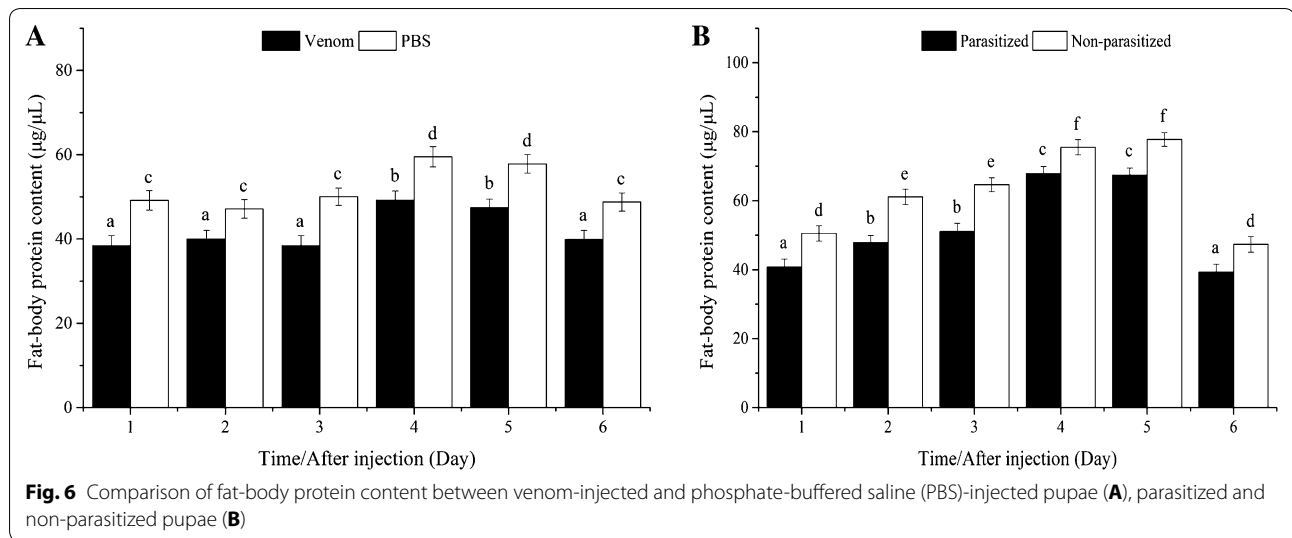 A
Venom PBS
Fat-body protein content (µg/µL)
80
60
40
20
0
a c a c a c b d b d a c
1 2 3 4 5 6
Time/After injection (Day)
B
Parasitized Non-parasitized
Fat-body protein content (µg/µL)
100
80
60
40
20
0
a d b e b e c f c f a d
1 2 3 4 5 6
Time/After injection (Day)
Fig. 6 Comparison of fat-body protein content between venom-injected and phosphate-buffered saline (PBS)-injected pupae (A), parasitized and
non-parasitized pupae (B)